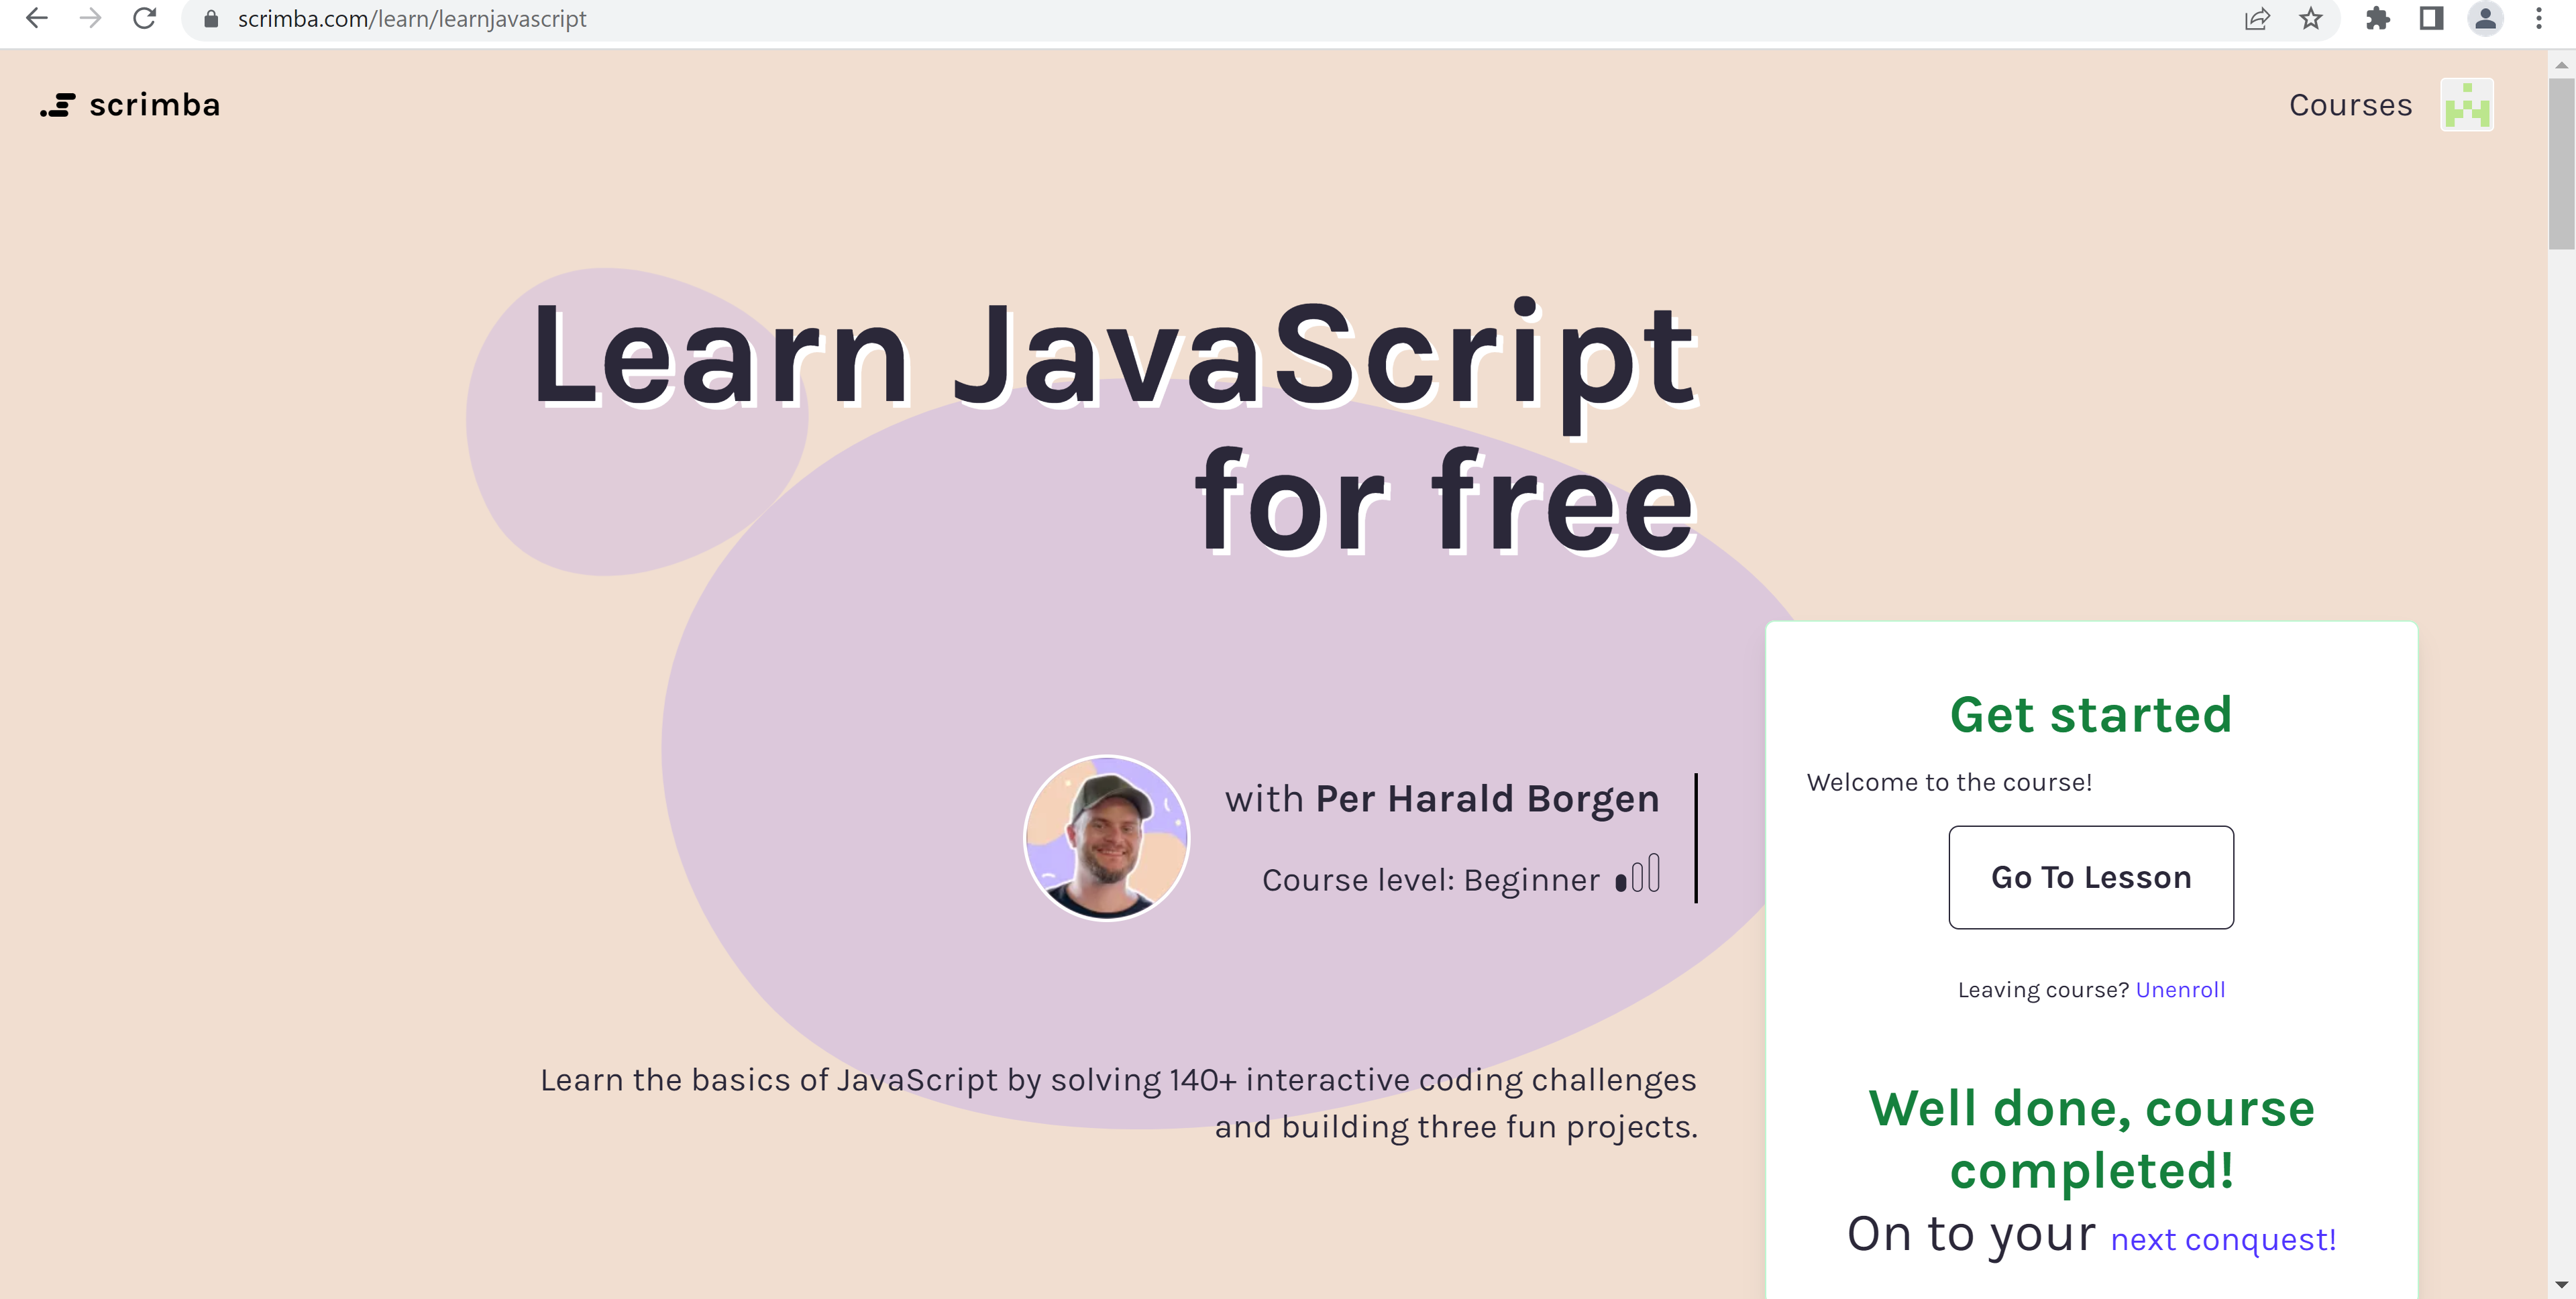 scrimba.com/learn/learnjavascript
scrimba
Courses
Learn JavaScript
for free
with Per Harald Borgen
Course level: Beginner
Learn the basics of JavaScript by solving 140+ interactive coding challenges
and building three fun projects.
Get started
Welcome to the course!
Go To Lesson
Leaving course? Unenroll
Well done, course
completed!
On to your next conquest!